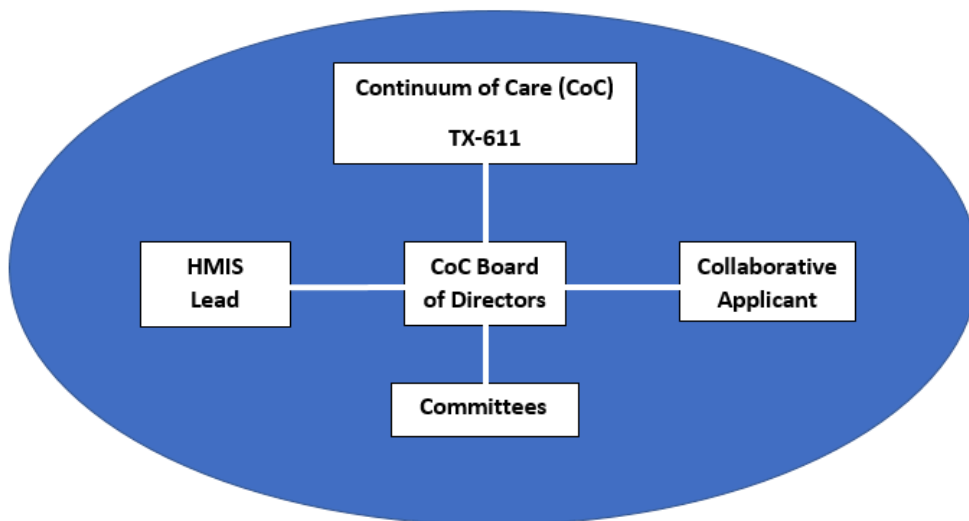 Continuum of Care (CoC)
TX-611
HMIS
Lead
CoC Board
of Directors
Collaborative
Applicant
Committees